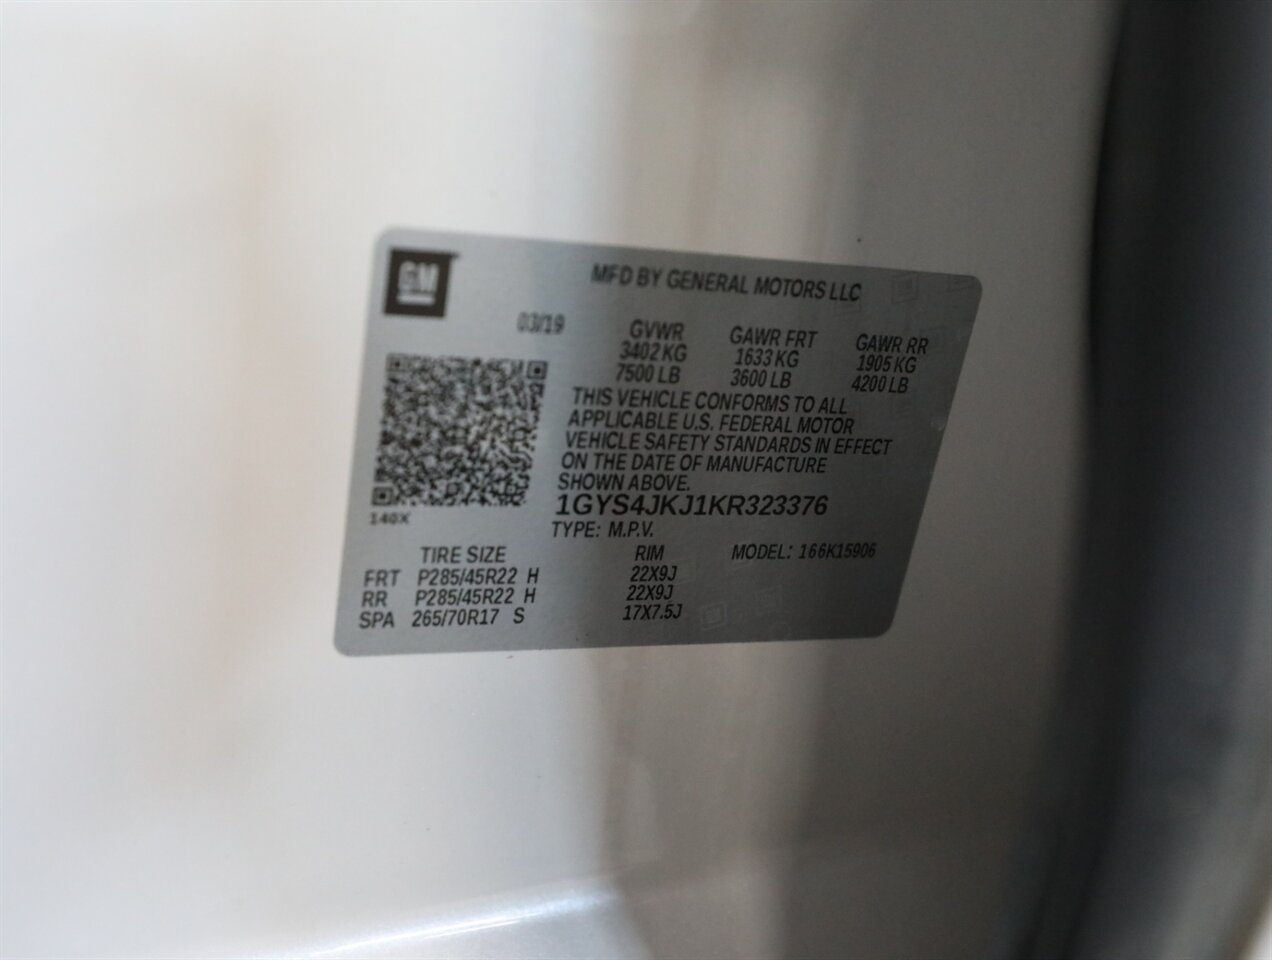 GM
MFD BY GENERAL MOTORS LLC
03/19
GVWR GAWR FRT GAWR RR
3402 KG 1633 KG 1905 KG
7500 LB 3600 LB 4200 LB
THIS VEHICLE CONFORMS TO ALL
APPLICABLE U.S. FEDERAL MOTOR
VEHICLE SAFETY STANDARDS IN EFFECT
ON THE DATE OF MANUFACTURE
SHOWN ABOVE.
1GYS4JKJ1KR323376
140X
TYPE: M.P.V.
TIRE SIZE RIM MODEL: 166K15906
FRT P285/45R22 H 22X9J
RR P285/45R22 H 22X9J
SPA 265/70R17 S 17X7.5J